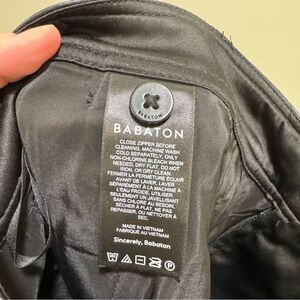 BABATON
BABATON
CLOSE ZIPPER BEFORE
CLEANING. MACHINE WASH
COLD SEPARATELY, ONLY
NON-CHLORINE BLEACH WHEN
NEEDED, DRY FLAT, DO NOT
IRON, OR DRY CLEAN
FERMER LA FERMETURE ÉCLAIR
AVANT DE LAVER, LAVER
SÉPARÉMENT À LA MACHINE À
L'EAU FROIDE, UTILISER
SEULEMENT UN JAVELLISANT
SANS CHLORE AU BESOIN,
SÉCHER À PLAT, NE PAS
REPASSER, OU NETTOYER À
SEC.
MADE IN VIETNAM
FABRIQUÉ AU VIETNAM
Sincerely, Babaton